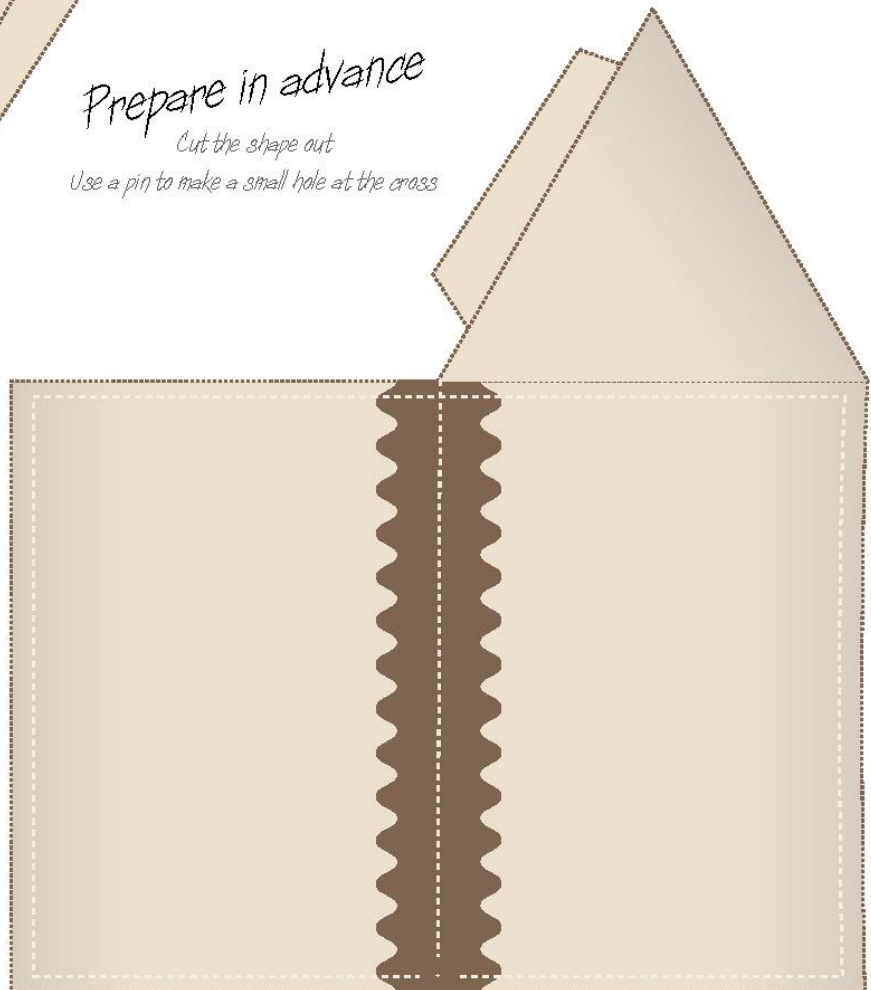 Prepare in advance
Cut the shape out
Use a pin to make a small hole at the cross